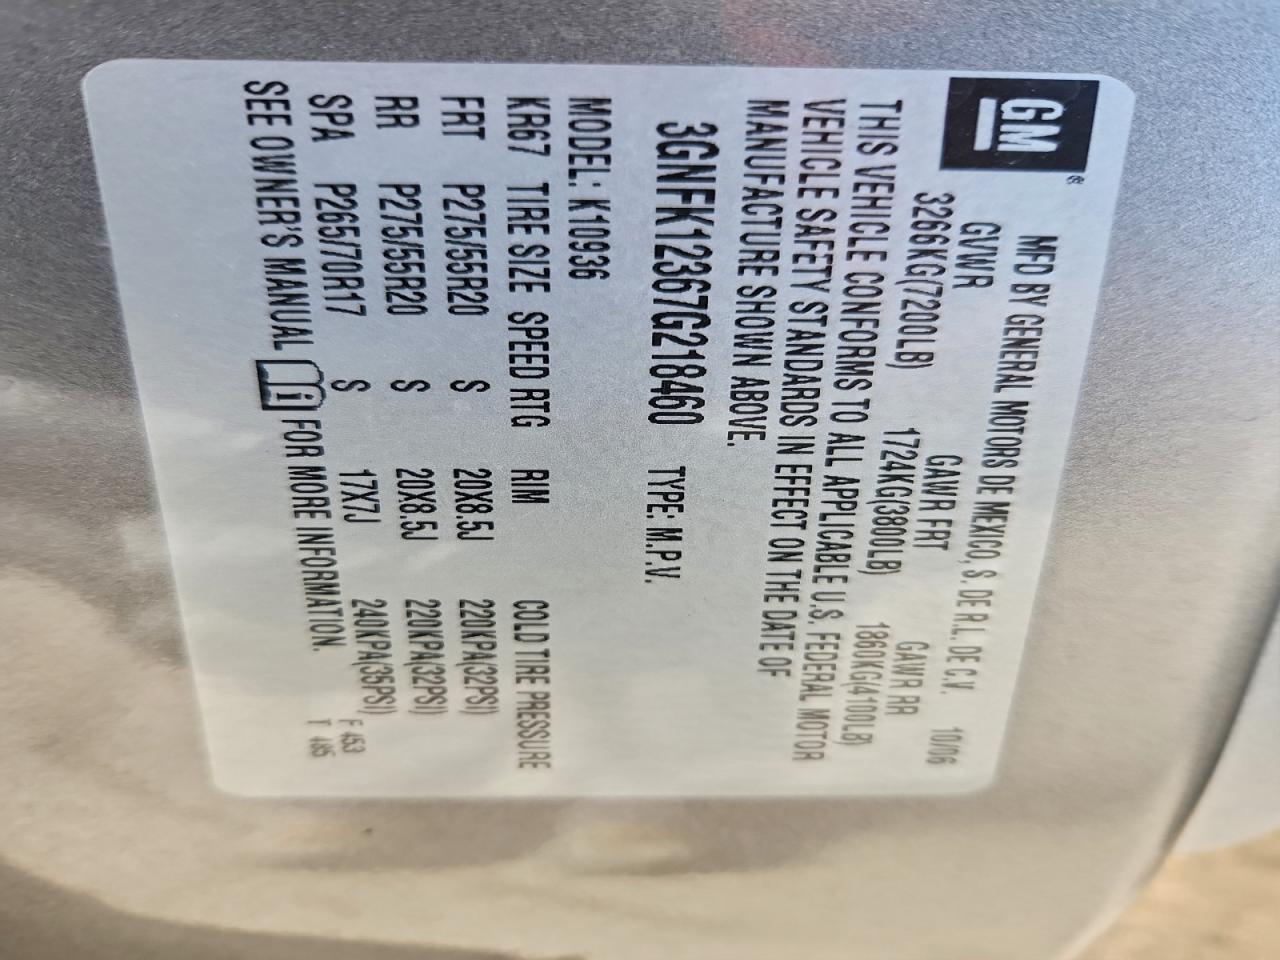 GM®
MFD BY GENERAL MOTORS DE MEXICO, S. DE R.L. DE C.V. 10/06
GVWR GAWR FRT GAWR RR
3266KG(7200LB) 1724KG(3800LB) 1860KG(4100LB)
THIS VEHICLE CONFORMS TO ALL APPLICABLE U.S. FEDERAL MOTOR
VEHICLE SAFETY STANDARDS IN EFFECT ON THE DATE OF
MANUFACTURE SHOWN ABOVE.
3GNFK12367G218460 TYPE: M.P.V.
MODEL: K10936
KR67 TIRE SIZE SPEED RTG RIM COLD TIRE PRESSURE
FRT P275/55R20 S 20X8.5J 220KPA(32PSI)
RR P275/55R20 S 20X8.5J 220KPA(32PSI)
SPA P265/70R17 S 17X7J 240KPA(35PSI)
SEE OWNER'S MANUAL i FOR MORE INFORMATION.
F 453
T 485